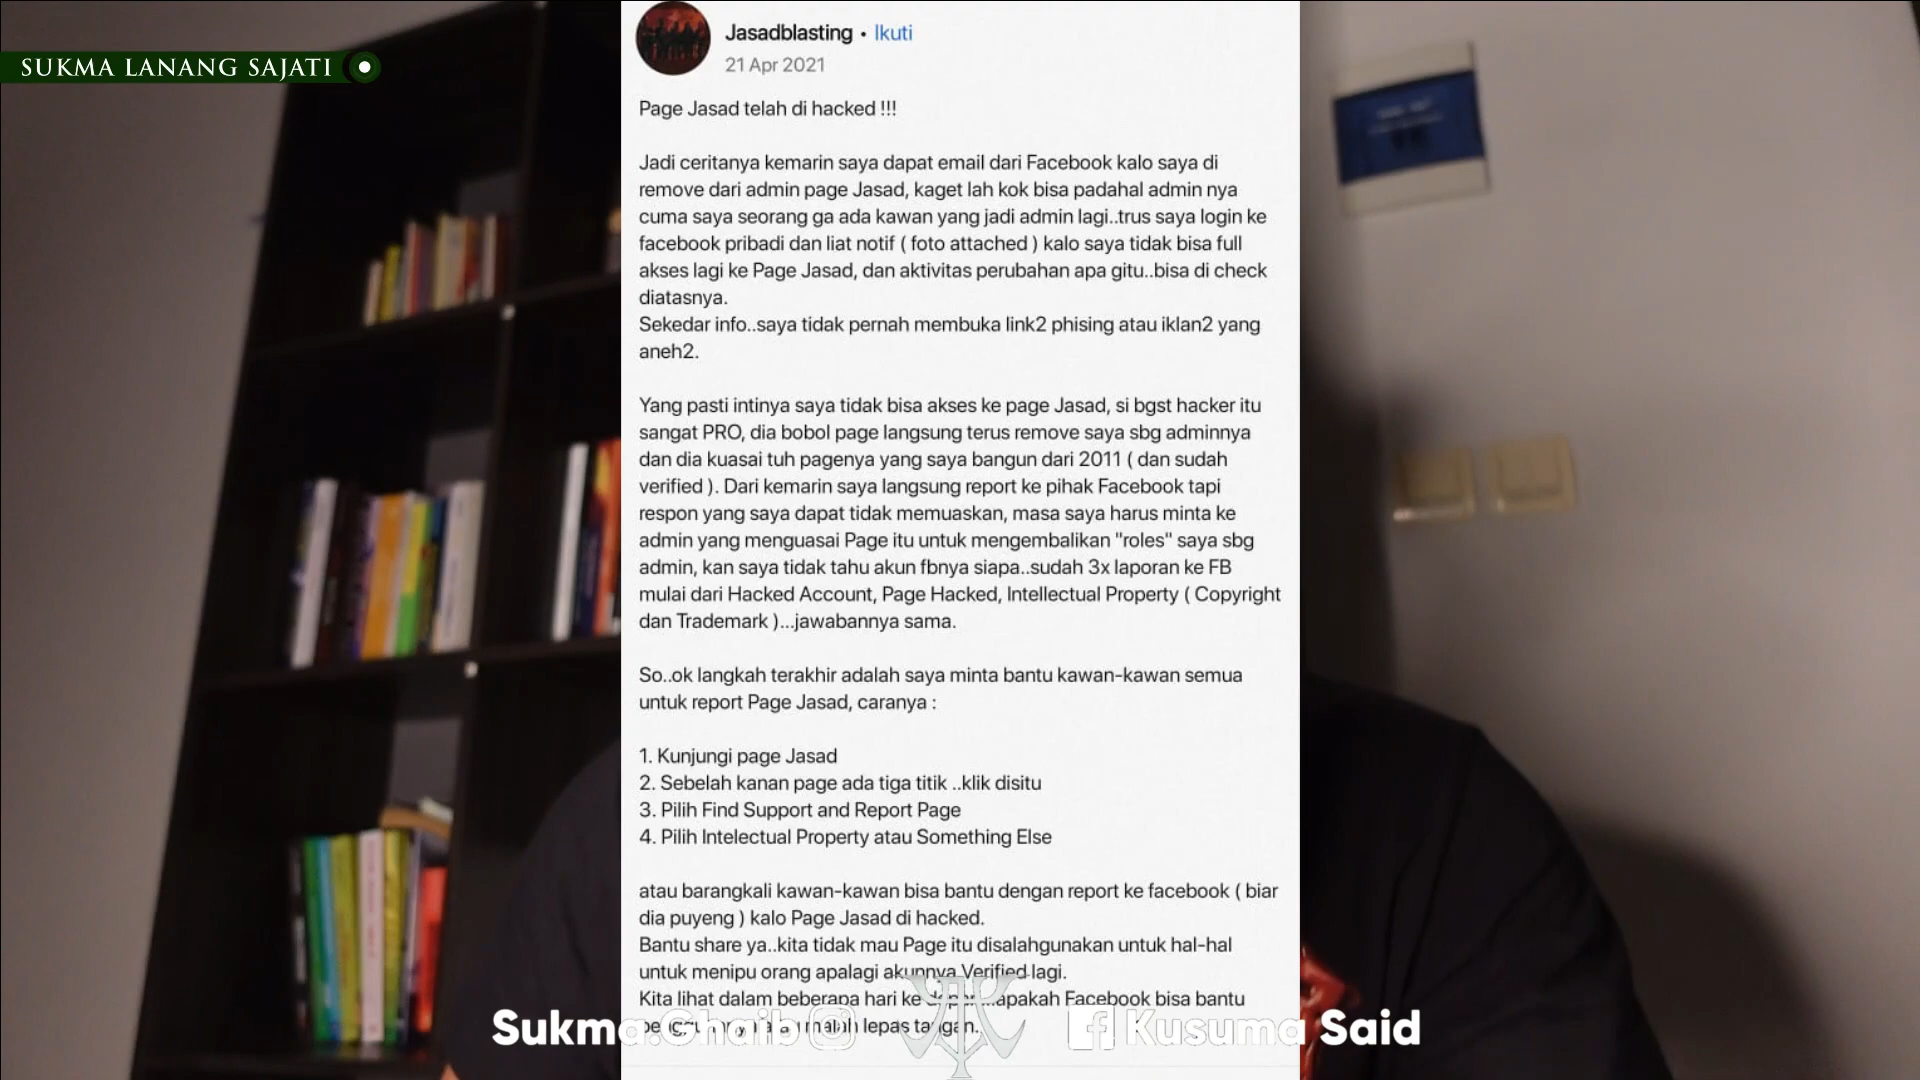 SUKMA LANANG SAJATI
Jasadblasting • Ikuti
21 Apr 2021
Page Jasad telah di hacked !!!
Jadi ceritanya kemarin saya dapat email dari Facebook kalo saya di
remove dari admin page Jasad, kaget lah kok bisa padahal admin nya
cuma saya seorang ga ada kawan yang jadi admin lagi..trus saya login ke
facebook pribadi dan liat notif ( foto attached ) kalo saya tidak bisa full
akses lagi ke Page Jasad, dan aktivitas perubahan apa gitu..bisa di check
diatasnya.
Sekedar info..saya tidak pernah membuka link2 phising atau iklan2 yang
aneh2.
Yang pasti intinya saya tidak bisa akses ke page Jasad, si bgst hacker itu
sangat PRO, dia bobol page langsung terus remove saya sbg adminnya
dan dia kuasai tuh pagenya yang saya bangun dari 2011 ( dan sudah
verified ). Dari kemarin saya langsung report ke pihak Facebook tapi
respon yang saya dapat tidak memuaskan, masa saya harus minta ke
admin yang menguasai Page itu untuk mengembalikan "roles" saya sbg
admin, kan saya tidak tahu akun fbnya siapa..sudah 3x laporan ke FB
mulai dari Hacked Account, Page Hacked, Intellectual Property ( Copyright
dan Trademark )...jawabannya sama.
So..ok langkah terakhir adalah saya minta bantu kawan-kawan semua
untuk report Page Jasad, caranya :
1. Kunjungi page Jasad
2. Sebelah kanan page ada tiga titik ..klik disitu
3. Pilih Find Support and Report Page
4. Pilih Intelectual Property atau Something Else
atau barangkali kawan-kawan bisa bantu dengan report ke facebook ( biar
dia puyeng ) kalo Page Jasad di hacked.
Bantu share ya..kita tidak mau Page itu disalahgunakan untuk hal-hal
untuk menipu orang apalagi akunnya Verified lagi.
Kita lihat dalam beberapa hari ke apakah Facebook bisa bantu
malah lepas tangan..
Sukma.Ghaib
Kusuma Said